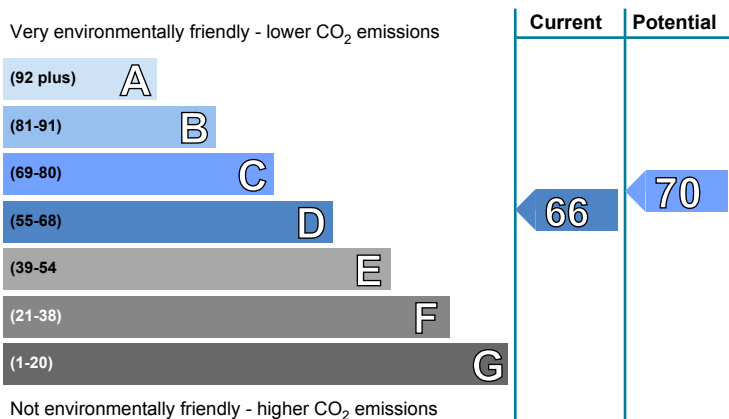 Very environmentally friendly - lower CO2 emissions
Current
Potential
(92 plus) A
(81-91) B
(69-80) C
(55-68) D
(39-54 E
(21-38) F
(1-20) G
66
70
Not environmentally friendly - higher CO2 emissions